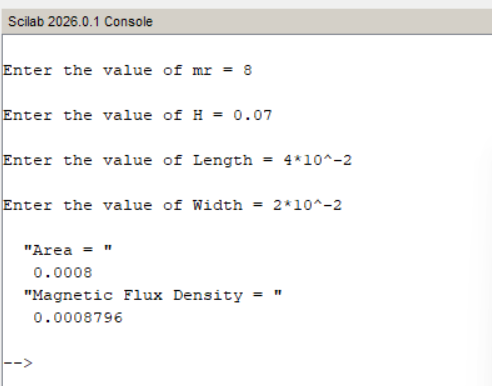 Scilab 2026.0.1 Console
Enter the value of mr = 8
Enter the value of H = 0.07
Enter the value of Length = 4*10^-2
Enter the value of Width = 2*10^-2
"Area = "
0.0008
"Magnetic Flux Density = "
0.0008796
-->